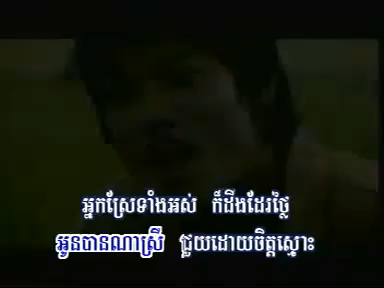 អ្នកស្រែទាំងអស់ ក៏ដឹងដែរថ្លៃ
អូនបានណាស្រី ជួយដោយចិត្តស្មោះ